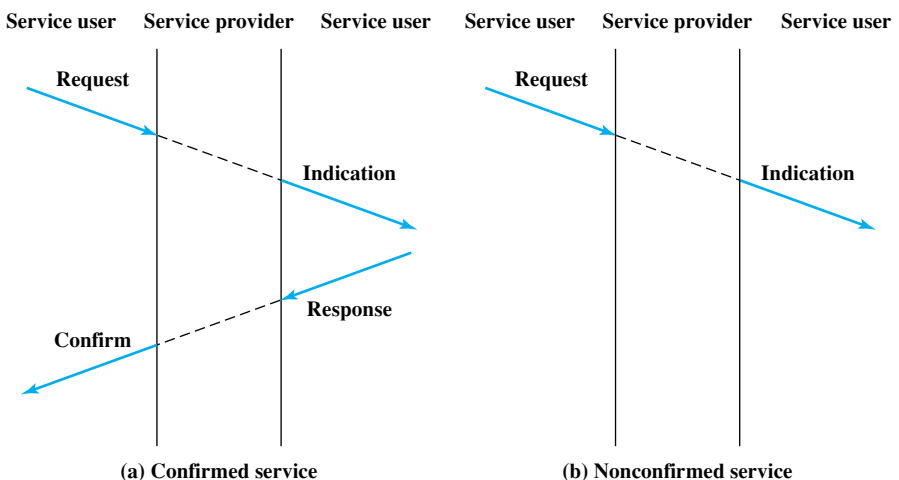 Service user Service provider Service user
Request
Indication
Response
Confirm
(a) Confirmed service
Service user Service provider Service user
Request
Indication
(b) Nonconfirmed service